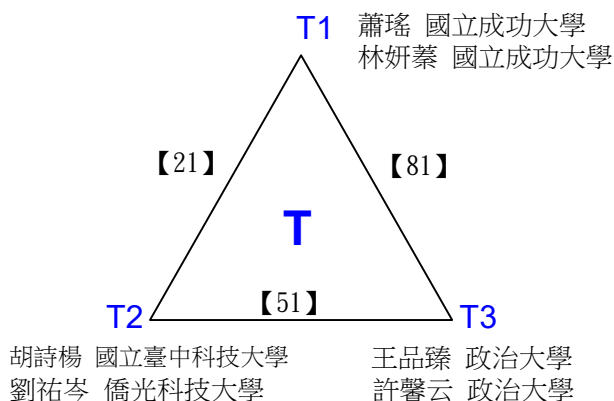 T1
蕭瑤 國立成功大學
林妍蓁 國立成功大學
【21】
【81】
T
【51】
T2
T3
胡詩楊 國立臺中科技大學
劉祐岑 僑光科技大學
王品臻 政治大學
許馨云 政治大學